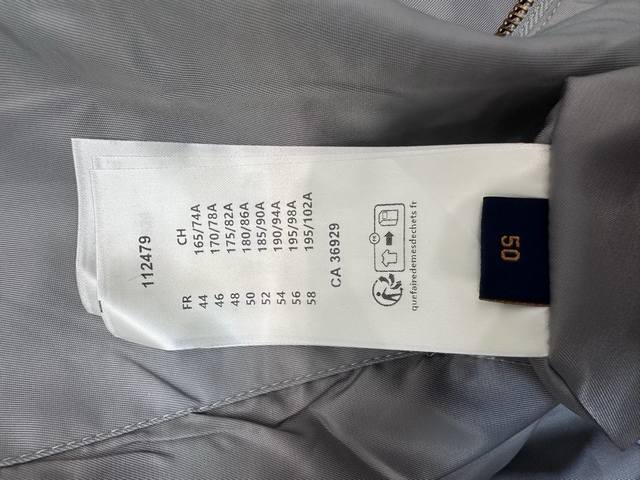 112479
FR CH
44 165/74A
46 170/78A
48 175/82A
50 180/86A
52 185/90A
54 190/94A
56 195/98A
58 195/102A
CA 36929
FR
quefairedemesdechets.fr
50